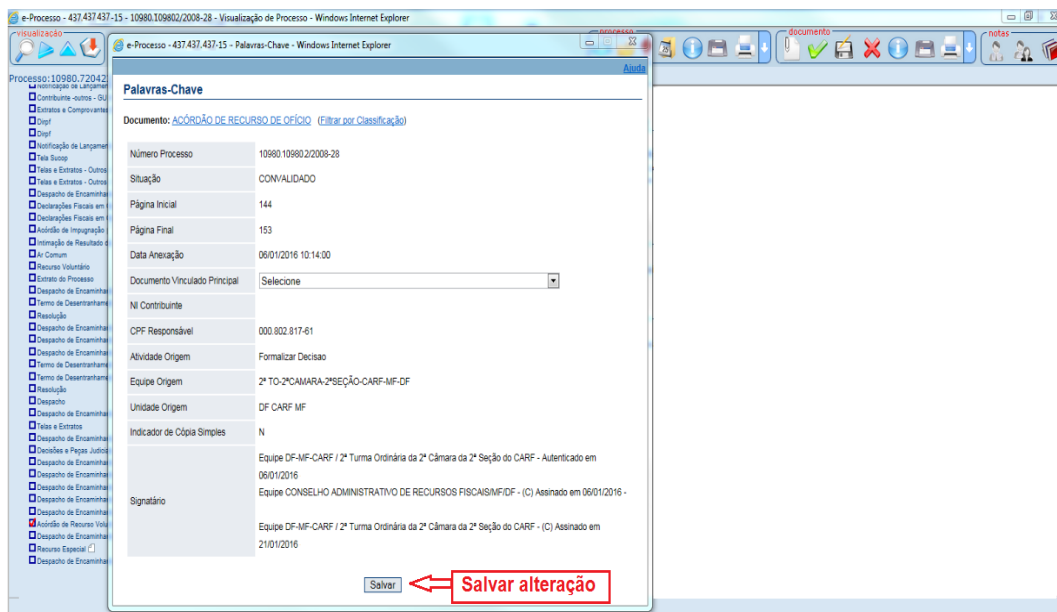 e-Processo - 437.437.437-15 - 10980.109802/2008-28 - Visualização de Processo - Windows Internet Explorer
visualização
processo
documento
notas
Processo:10980.72042
Notificação de Lançamen
Contribuinte -outros - GU
Extratos e Comprovantes
Dirpf
Dirpf
Notificação de Lançamen
Tela Suoop
Telas e Extratos - Outros
Telas e Extratos - Outros
Despacho de Encaminha
Declarações Fiscais em
Declarações Fiscais em
Acórdão de Impugnação
Intimação de Resultado d
Ar Comum
Recurso Voluntário
Extrato do Processo
Despacho de Encaminha
Termo de Desentranhame
Resolução
Despacho de Encaminha
Despacho de Encaminha
Despacho de Encaminha
Termo de Desentranhame
Termo de Desentranhame
Resolução
Despacho
Despacho de Encaminha
Telas e Extratos
Despacho de Encaminha
Decisões e Peças Judicia
Despacho de Encaminha
Despacho de Encaminha
Despacho de Encaminha
Despacho de Encaminha
Despacho de Encaminha
Acórdão de Recurso Volu
Despacho de Encaminha
Recurso Especial
Despacho de Encaminha
e-Processo - 437.437.437-15 - Palavras-Chave - Windows Internet Explorer
Ajuda
Palavras-Chave
Documento: ACÓRDÃO DE RECURSO DE OFÍCIO (Filtrar por Classificação)
Número Processo 10980.10980.2/2008-28
Situação CONVALIDADO
Página Inicial 144
Página Final 153
Data Anexação 06/01/2016 10:14:00
Documento Vinculado Principal Selecione
NI Contribuinte
CPF Responsável 000.802.817-61
Atividade Origem Formalizar Decisao
Equipe Origem 2ª TO-2ªCAMARA-2ªSEÇÃO-CARF-MF-DF
Unidade Origem DF CARF MF
Indicador de Cópia Simples N
Signatário
Equipe DF-MF-CARF / 2ª Turma Ordinária da 2ª Câmara da 2ª Seção do CARF - Autenticado em
06/01/2016
Equipe CONSELHO ADMINISTRATIVO DE RECURSOS FISCAIS/MF/DF - (C) Assinado em 06/01/2016 -
Equipe DF-MF-CARF / 2ª Turma Ordinária da 2ª Câmara da 2ª Seção do CARF - (C) Assinado em
21/01/2016
Salvar
Salvar alteração